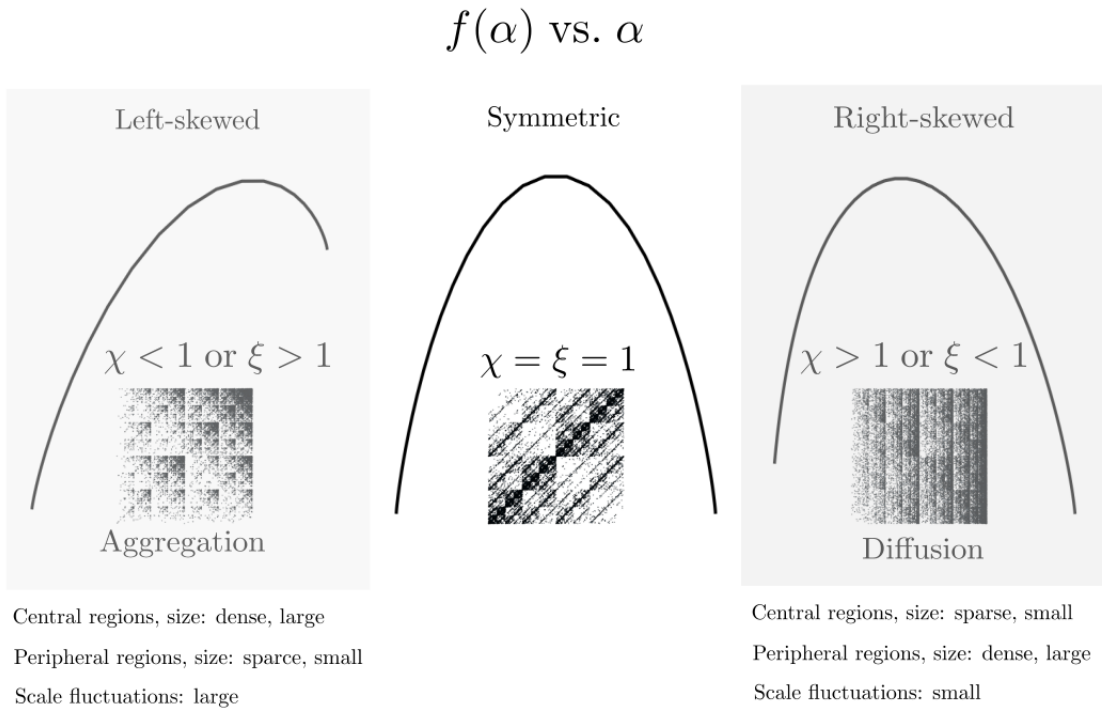 f(α) vs. α
Left-skewed
χ < 1 or ξ > 1
Aggregation
Central regions, size: dense, large
Peripheral regions, size: sparce, small
Scale fluctuations: large
Symmetric
χ = ξ = 1
Right-skewed
χ > 1 or ξ < 1
Diffusion
Central regions, size: sparse, small
Peripheral regions, size: dense, large
Scale fluctuations: small